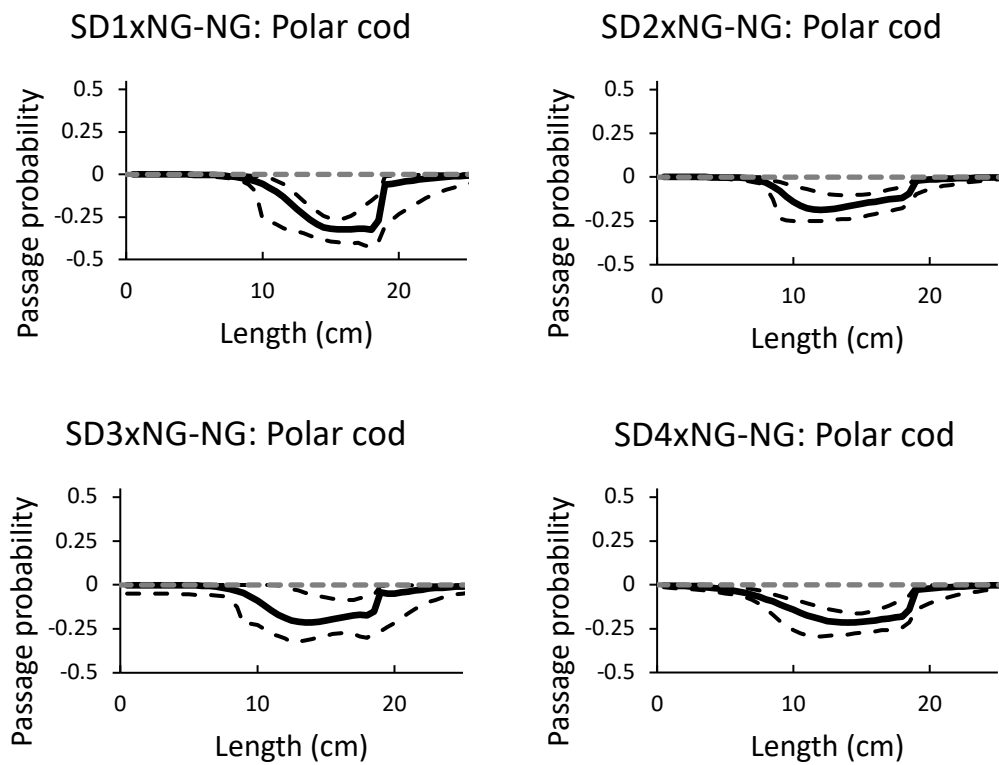 SD1xNG-NG: Polar cod
Passage probability
0.5
0.25
0
-0.25
-0.5
0
10
20
Length (cm)
SD2xNG-NG: Polar cod
Passage probability
0.5
0.25
0
-0.25
-0.5
0
10
20
Length (cm)
SD3xNG-NG: Polar cod
Passage probability
0.5
0.25
0
-0.25
-0.5
0
10
20
Length (cm)
SD4xNG-NG: Polar cod
Passage probability
0.5
0.25
0
-0.25
-0.5
0
10
20
Length (cm)